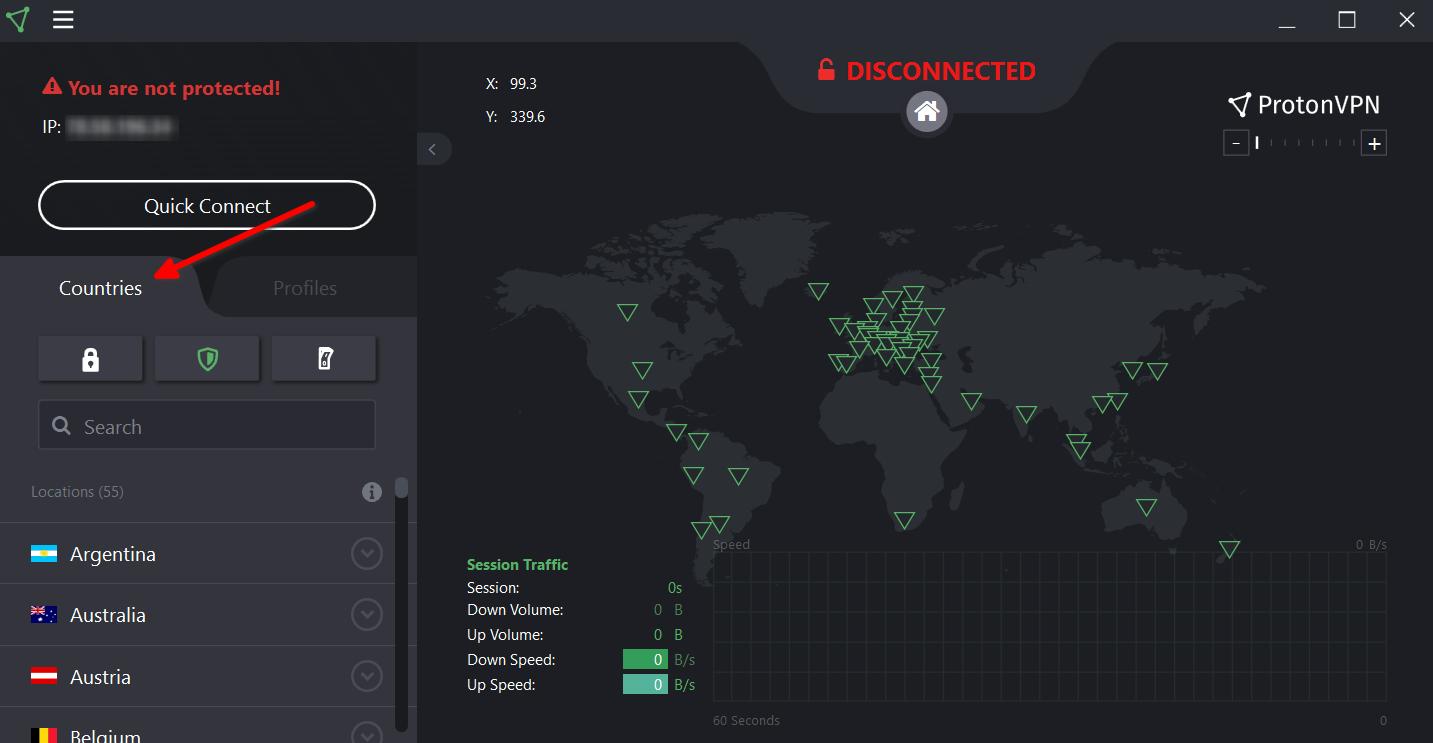 You are not protected!
IP:
Quick Connect
Countries
Profiles
Search
Locations (55)
Argentina
Australia
Austria
Belgium
X: 99.3
Y: 339.6
DISCONNECTED
ProtonVPN
- +
Session Traffic
Session: 0s
Down Volume: 0 B
Up Volume: 0 B
Down Speed: 0 B/s
Up Speed: 0 B/s
Speed 0 B/s
60 Seconds 0